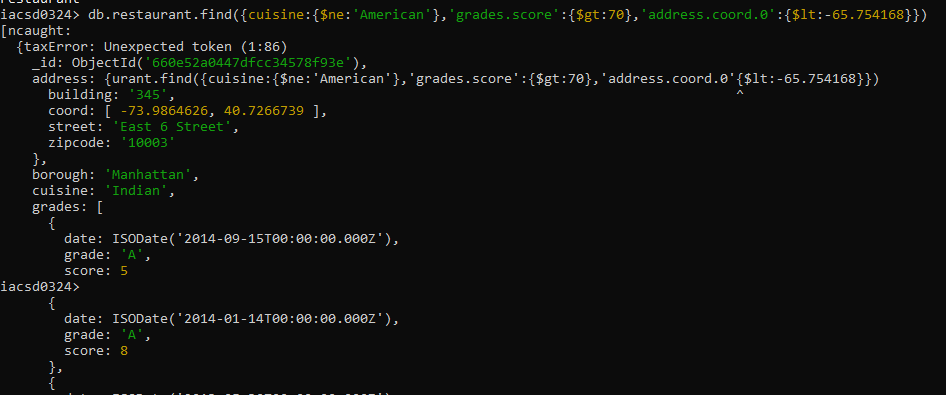 restaurant
iacsd0324> db.restaurant.find({cuisine:{$ne:'American'},'grades.score':{$gt:70},'address.coord.0':{$lt:-65.754168}})
[ncaught:
  {taxError: Unexpected token (1:86)
    _id: ObjectId('660e52a0447dfcc34578f93e'),
    address: {urant.find({cuisine:{$ne:'American'},'grades.score':{$gt:70},'address.coord.0'{$lt:-65.754168}})
      building: '345',                                                                      ^
      coord: [ -73.9864626, 40.7266739 ],
      street: 'East 6 Street',
      zipcode: '10003'
    },
    borough: 'Manhattan',
    cuisine: 'Indian',
    grades: [
      {
        date: ISODate('2014-09-15T00:00:00.000Z'),
        grade: 'A',
        score: 5
iacsd0324>
      {
        date: ISODate('2014-01-14T00:00:00.000Z'),
        grade: 'A',
        score: 8
      },
      {